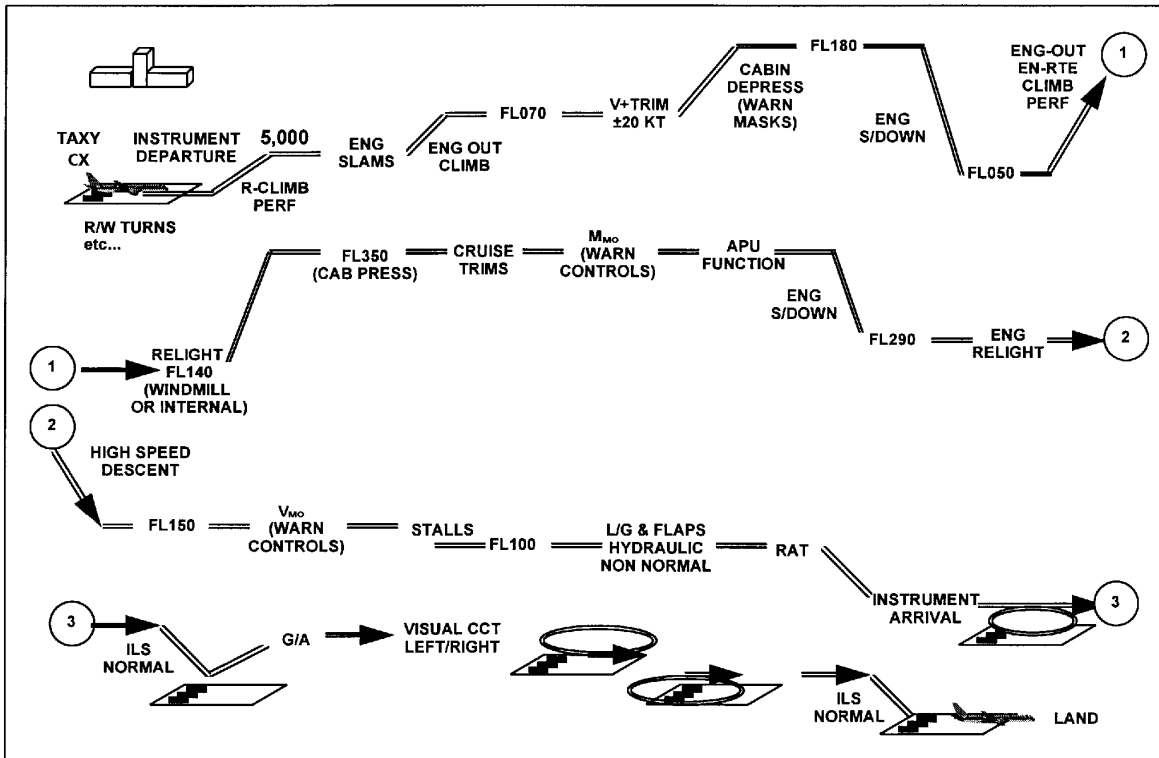 TAXY
CX
INSTRUMENT
DEPARTURE
5,000
R-CLIMB
PERF
R/W TURNS
etc...
ENG
SLAMS
ENG OUT
CLIMB
FL070
V+TRIM
±20 KT
FL180
CABIN
DEPRESS
(WARN
MASKS)
ENG
S/DOWN
FL050
ENG-OUT
EN-RTE
CLIMB
PERF
1
1
RELIGHT
FL140
(WINDMILL
OR INTERNAL)
FL350
(CAB PRESS)
CRUISE
TRIMS
MMO
(WARN
CONTROLS)
APU
FUNCTION
ENG
S/DOWN
FL290
ENG
RELIGHT
2
2
HIGH SPEED
DESCENT
FL150
VMO
(WARN
CONTROLS)
STALLS
FL100
L/G & FLAPS
HYDRAULIC
NON NORMAL
RAT
INSTRUMENT
ARRIVAL
3
3
ILS
NORMAL
G/A
VISUAL CCT
LEFT/RIGHT
ILS
NORMAL
LAND